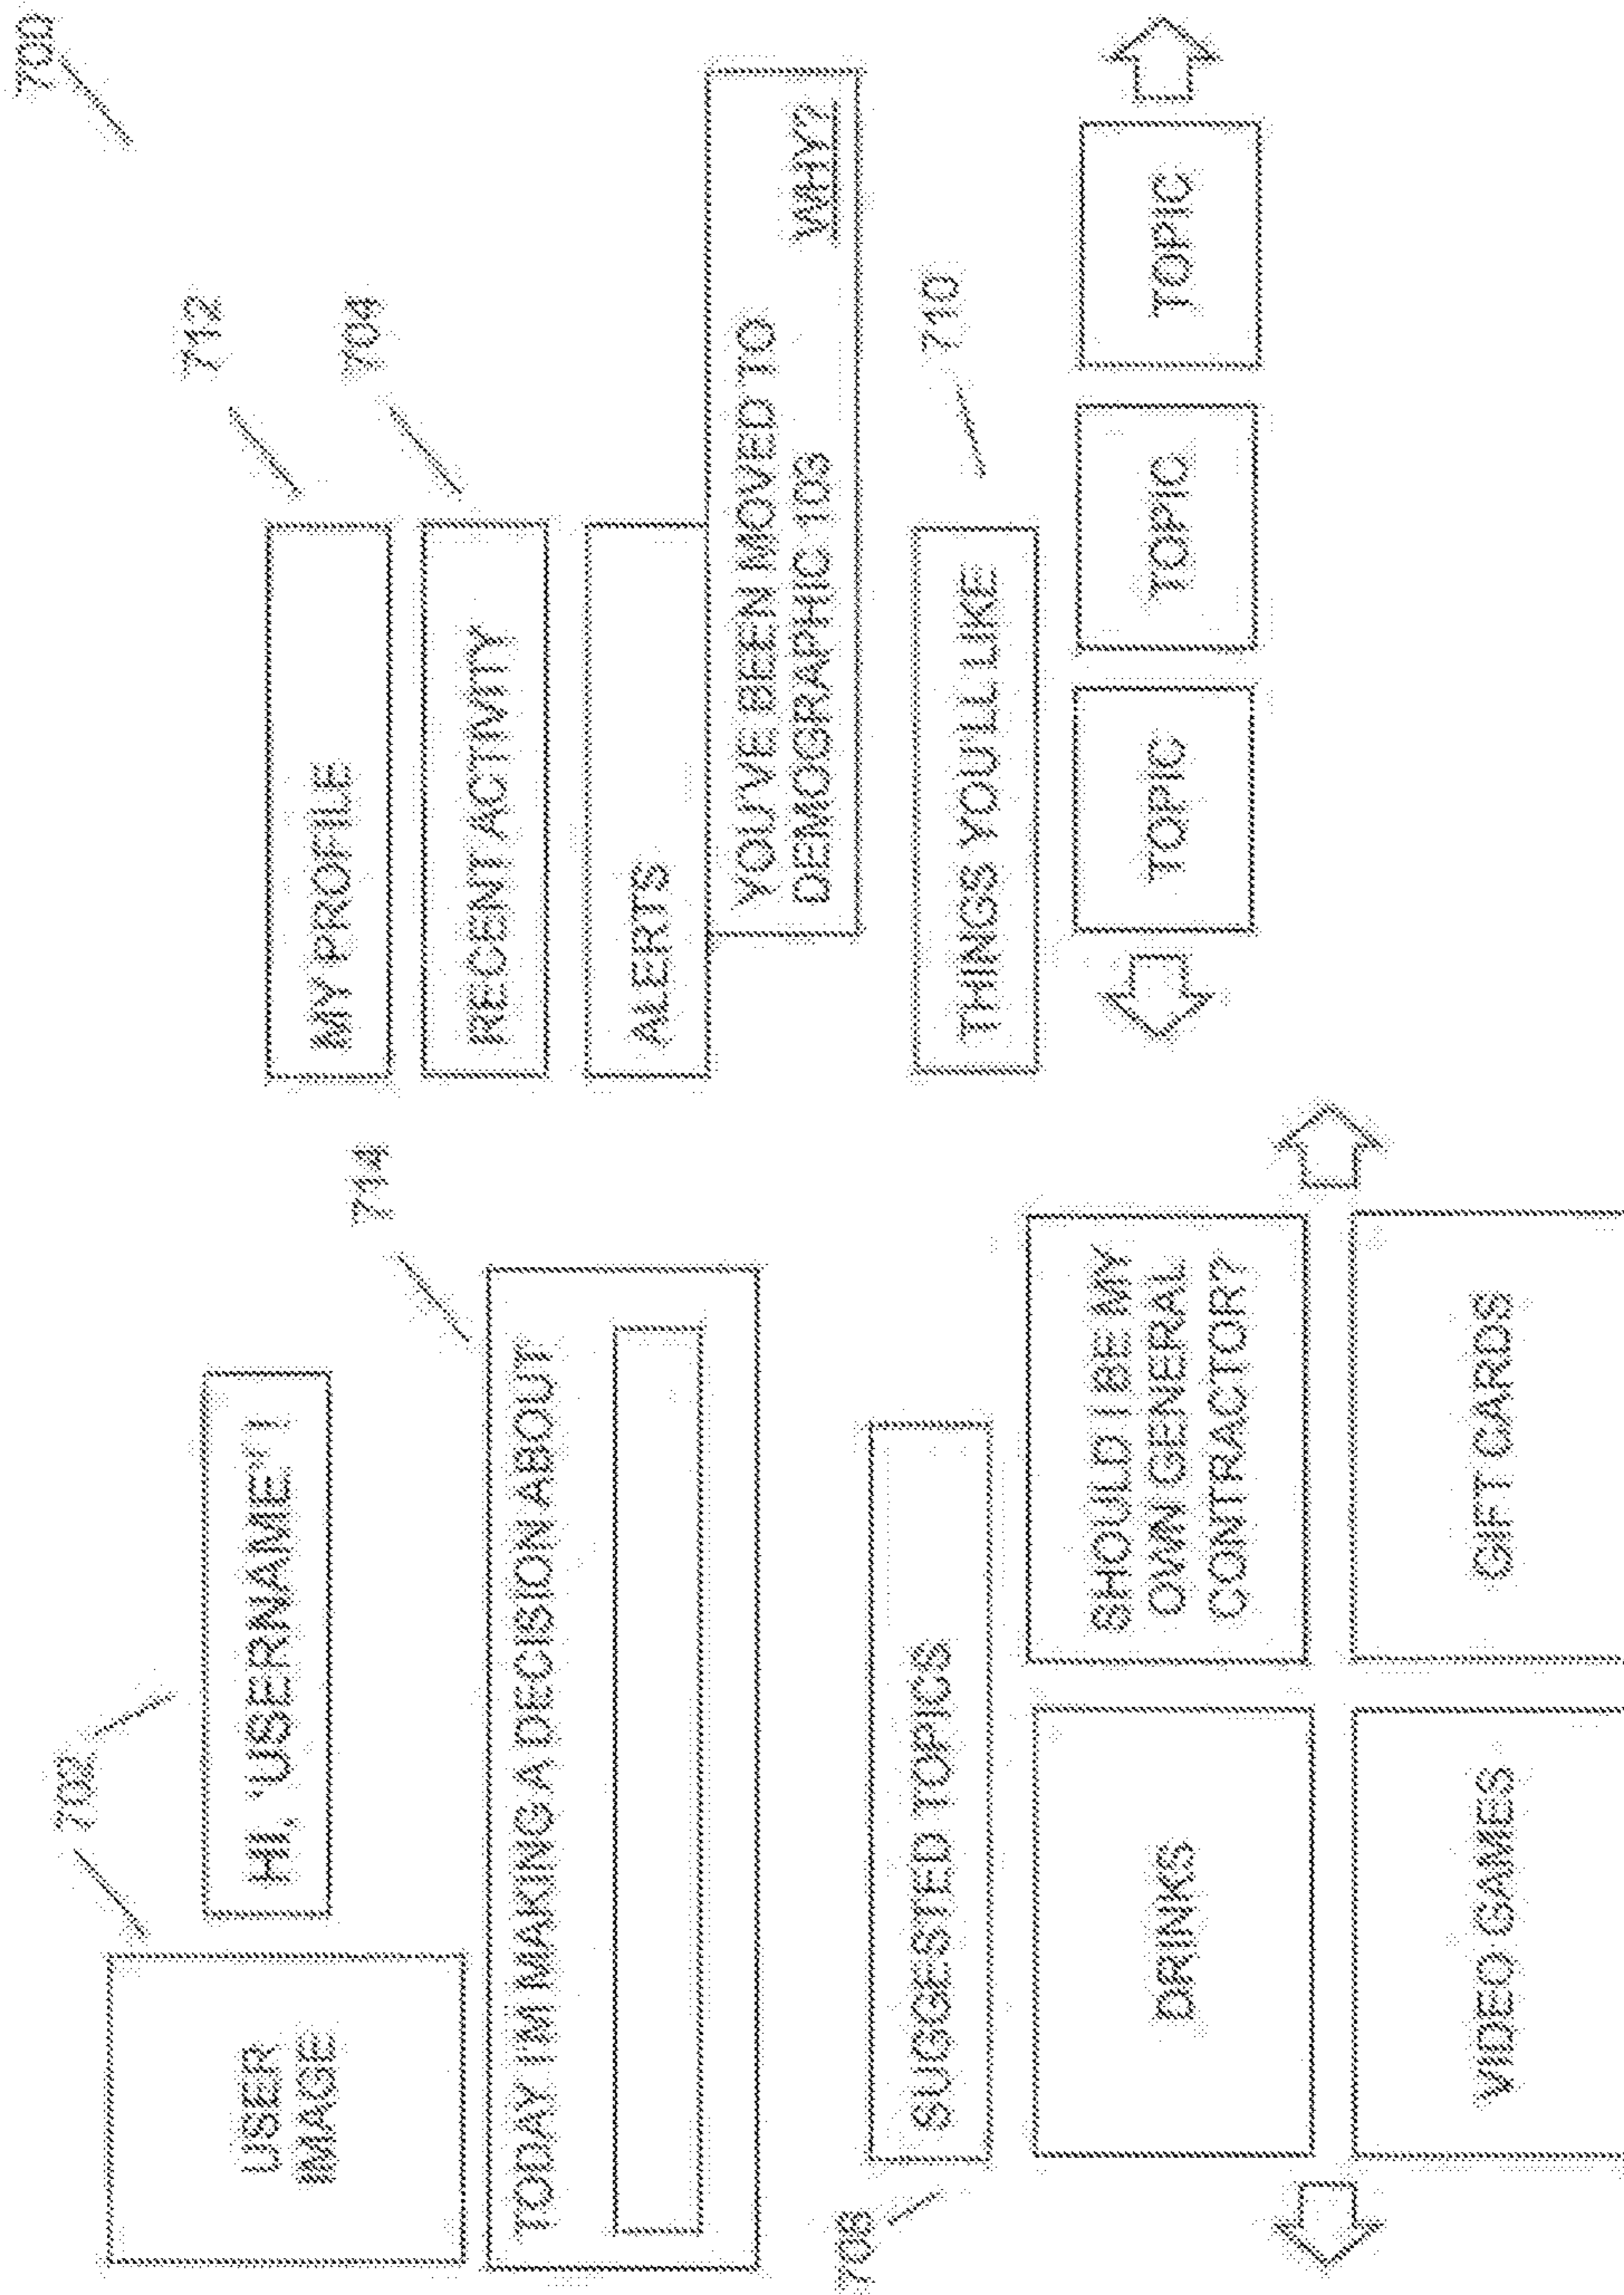 700
702
USER
IMAGE
HI, "USERNAME"!
714
TODAY I'M MAKING A DECISION ABOUT
708
SUGGESTED TOPICS
DRINKS
SHOULD I BE MY
OWN GENERAL
CONTRACTOR?
VIDEO GAMES
GIFT CARDS
712
MY PROFILE
704
RECENT ACTIVITY
ALERTS
YOU'VE BEEN MOVED TO
DEMOGRAPHIC 103
WHY?
710
THINGS YOU'LL LIKE
TOPIC
TOPIC
TOPIC